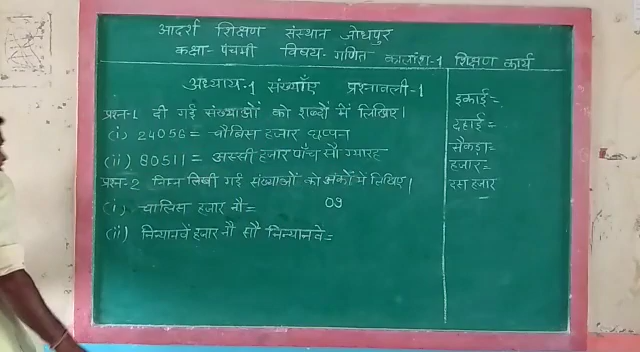 आदर्श शिक्षण संस्थान जोधपुर
कक्षा- पंचमी विषय- गणित कालांश-1 शिक्षण कार्य
अध्याय-1 संख्याएँ प्रश्नावली-1
प्रश्न-1 दी गई संख्याओं को शब्दों में लिखिए।
(i) 24056 = चौबिस हजार छप्पन
(ii) 80511 = अस्सी हजार पाँच सौ ग्यारह
प्रश्न-2 निम्न लिखी गई संख्याओं को अंकों में लिखिए।
(i) चालिस हजार नौ = 09
(ii) निन्यानवें हजार नौ सौ निन्यानवे =
इकाई =
दहाई =
सैकड़ा =
हजार =
दस हजार